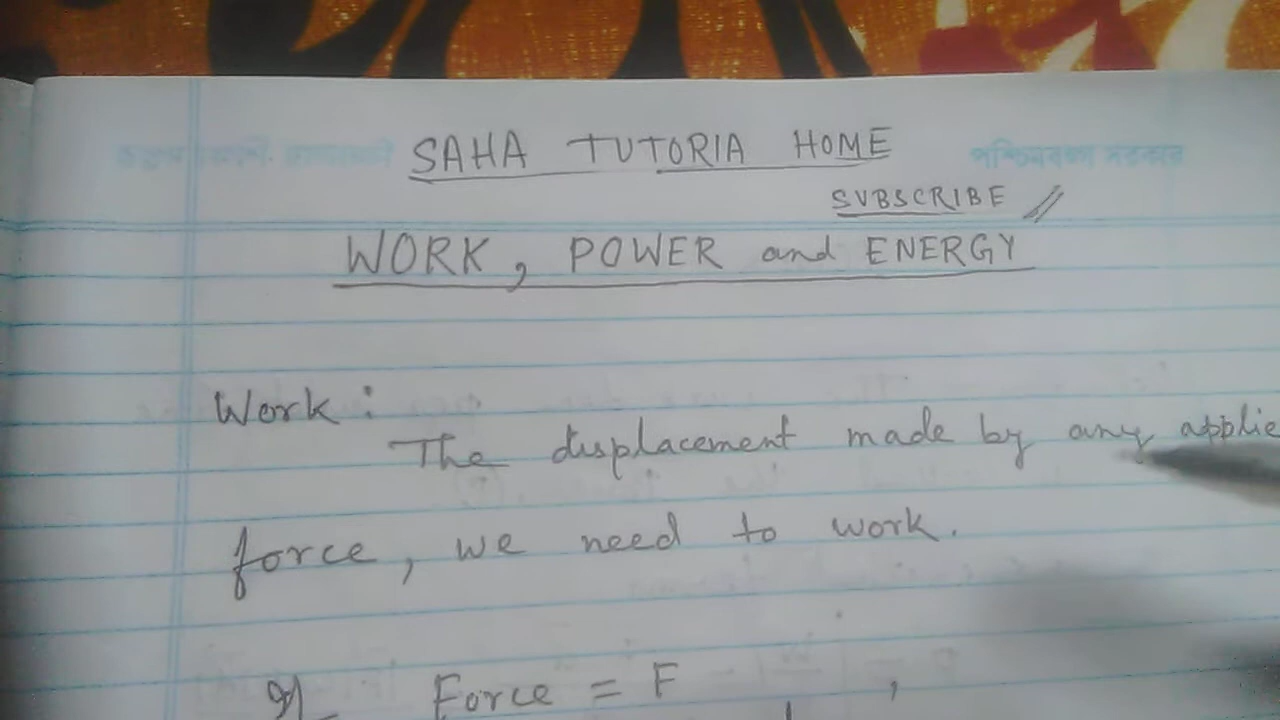 SAHA TUTORIA HOME
SUBSCRIBE //
WORK, POWER and ENERGY
Work:
The displacement made by any applie
force, we need to work.
If Force = F ,